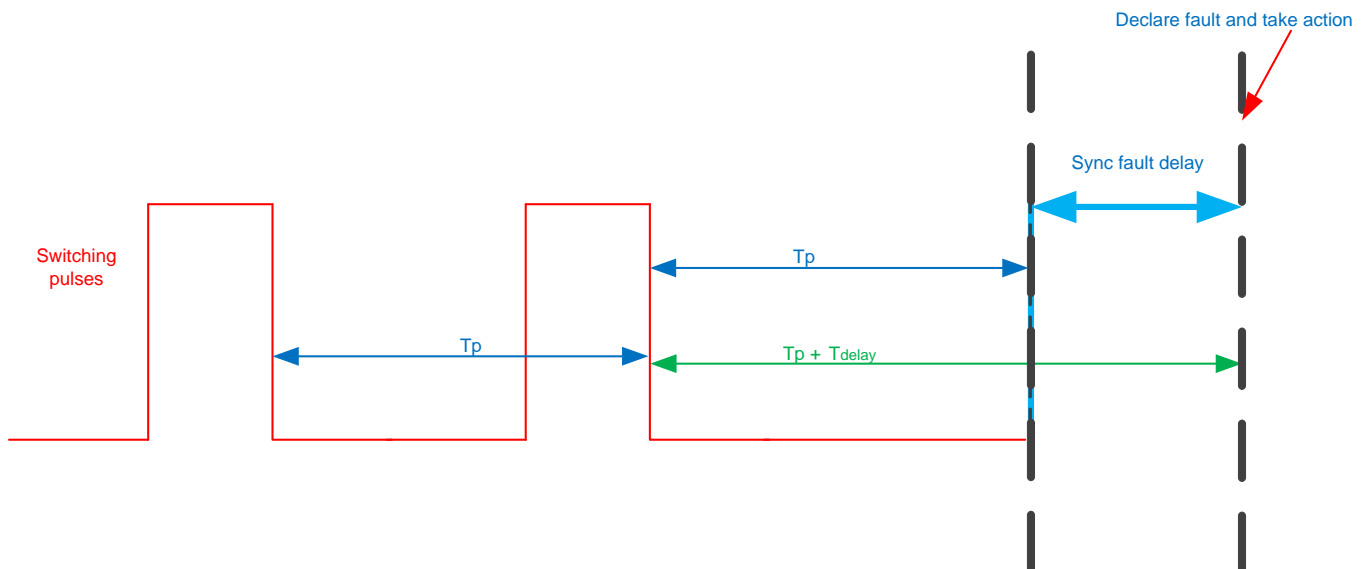 Declare fault and take action
Sync fault delay
Switching
pulses
Tp
Tp
Tp + Tdelay